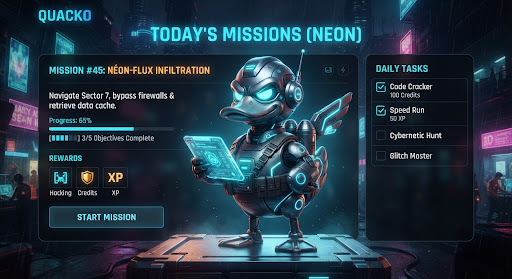 QUACKO
TODAY'S MISSIONS (NEON)
MISSION #45: NÉON-FLUX INFILTRATION
Navigate Sector 7, bypass firewalls &
retrieve data cache.
Progress: 65%
3/5 Objectives Complete
REWARDS
Hacking
Credits
XP
XP
START MISSION
DAILY TASKS
Code Cracker
100 Credits
Speed Run
50 XP
Cybernetic Hunt
Glitch Master